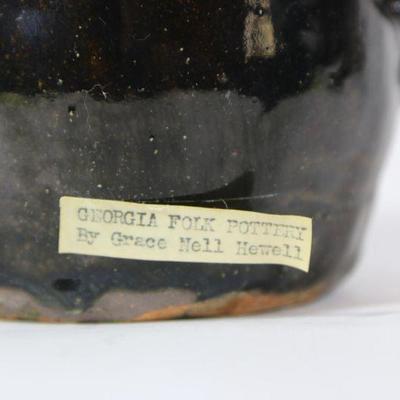 GEORGIA FOLK POTTERY
By Grace Nell Hewell